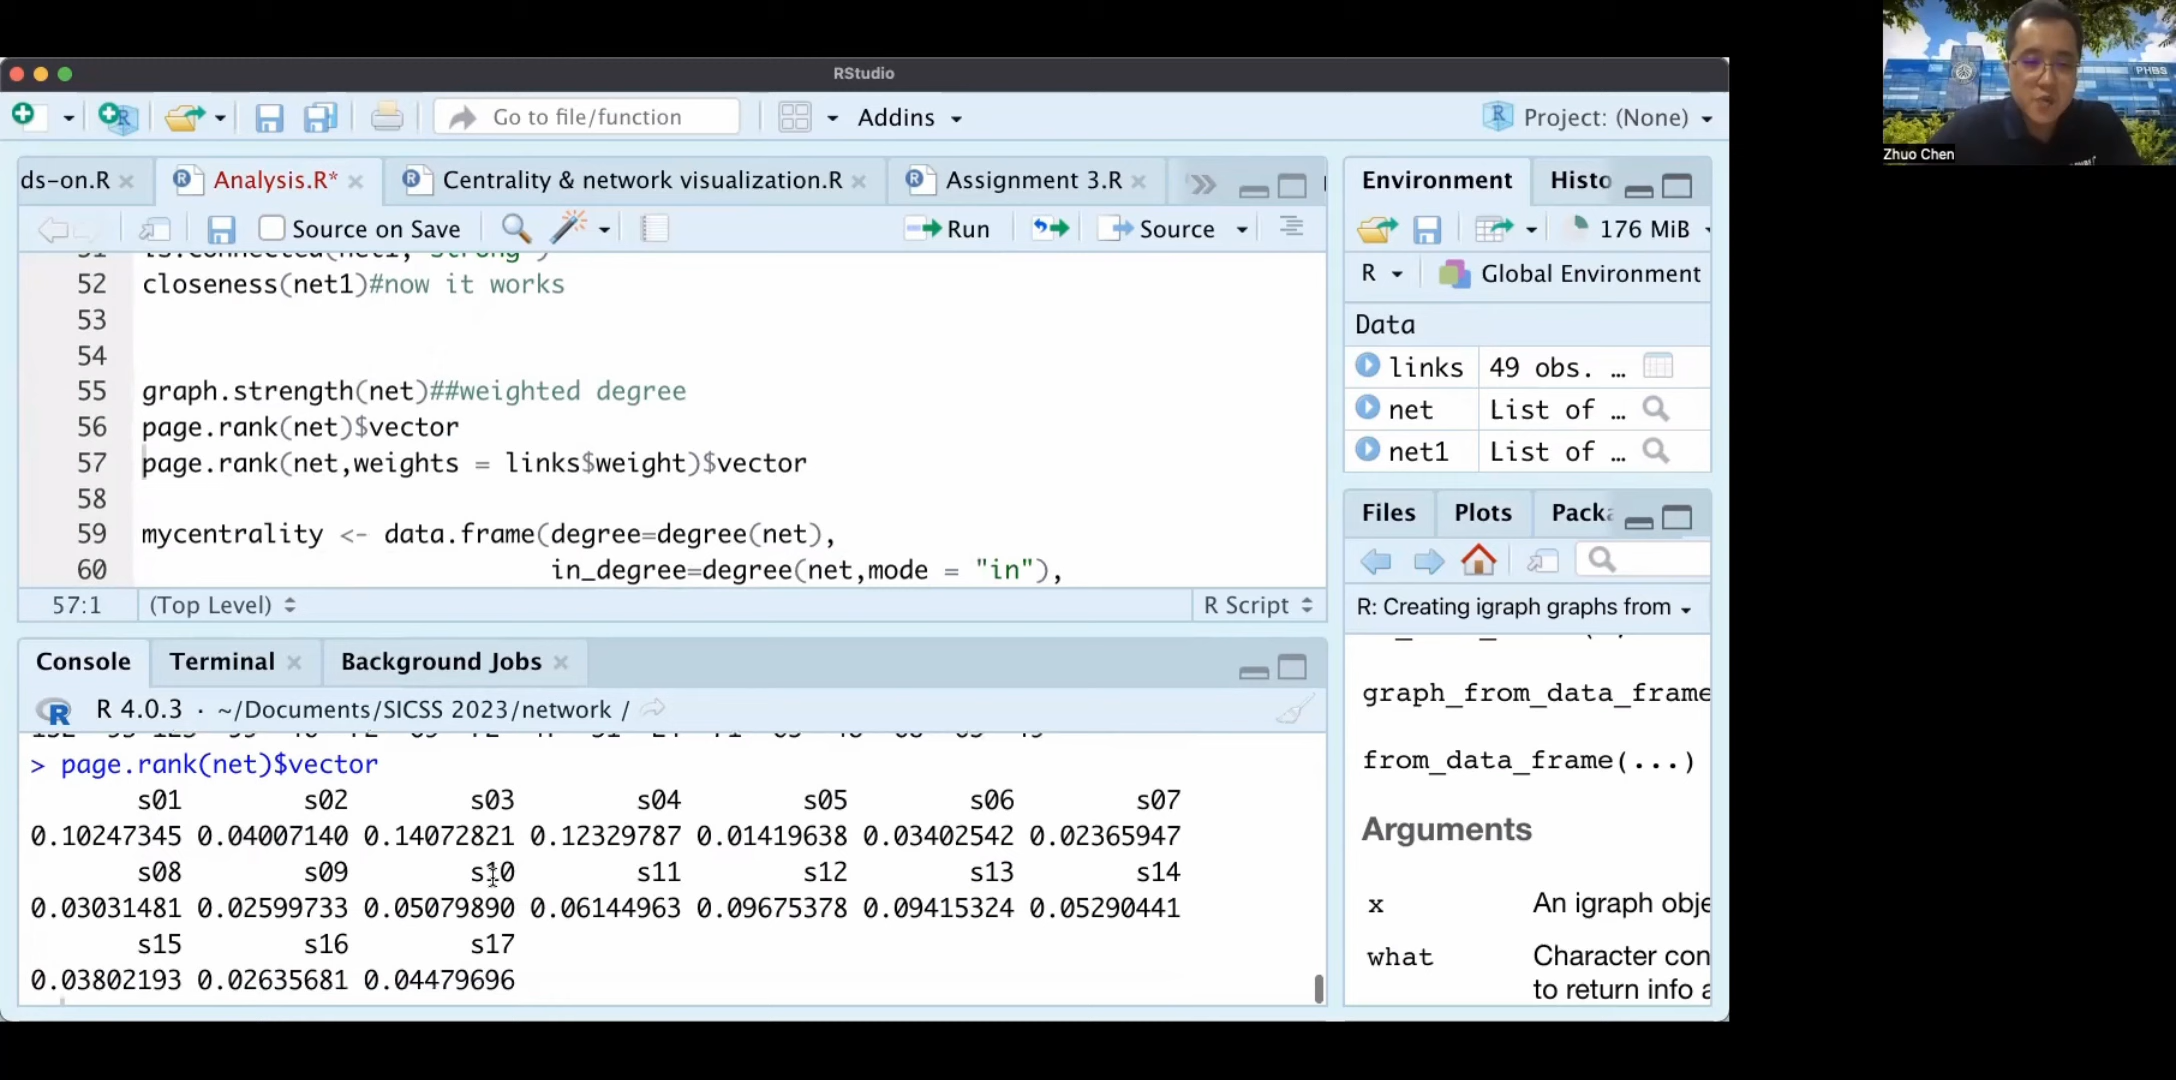 RStudio
Go to file/function
Addins
Project: (None)
ds-on.R
Analysis.R*
Centrality & network visualization.R
Assignment 3.R
Source on Save
Run
Source
52 closeness(net1)#now it works
53
54
55 graph.strength(net)##weighted degree
56 page.rank(net)$vector
57 page.rank(net,weights = links$weight)$vector
58
59 mycentrality <- data.frame(degree=degree(net),
60 in_degree=degree(net,mode = "in"),
57:1 (Top Level) R Script
Console Terminal Background Jobs
R 4.0.3 · ~/Documents/SICSS 2023/network /
> page.rank(net)$vector
s01 s02 s03 s04 s05 s06 s07
0.10247345 0.04007140 0.14072821 0.12329787 0.01419638 0.03402542 0.02365947
s08 s09 s10 s11 s12 s13 s14
0.03031481 0.02599733 0.05079890 0.06144963 0.09675378 0.09415324 0.05290441
s15 s16 s17
0.03802193 0.02635681 0.04479696
Environment Histo
176 MiB
R Global Environment
Data
links 49 obs. …
net List of …
net1 List of …
Files Plots Packa
R: Creating igraph graphs from
graph_from_data_frame
from_data_frame(...)
Arguments
x An igraph obje
what Character con
to return info a
PHBS
Zhuo Chen